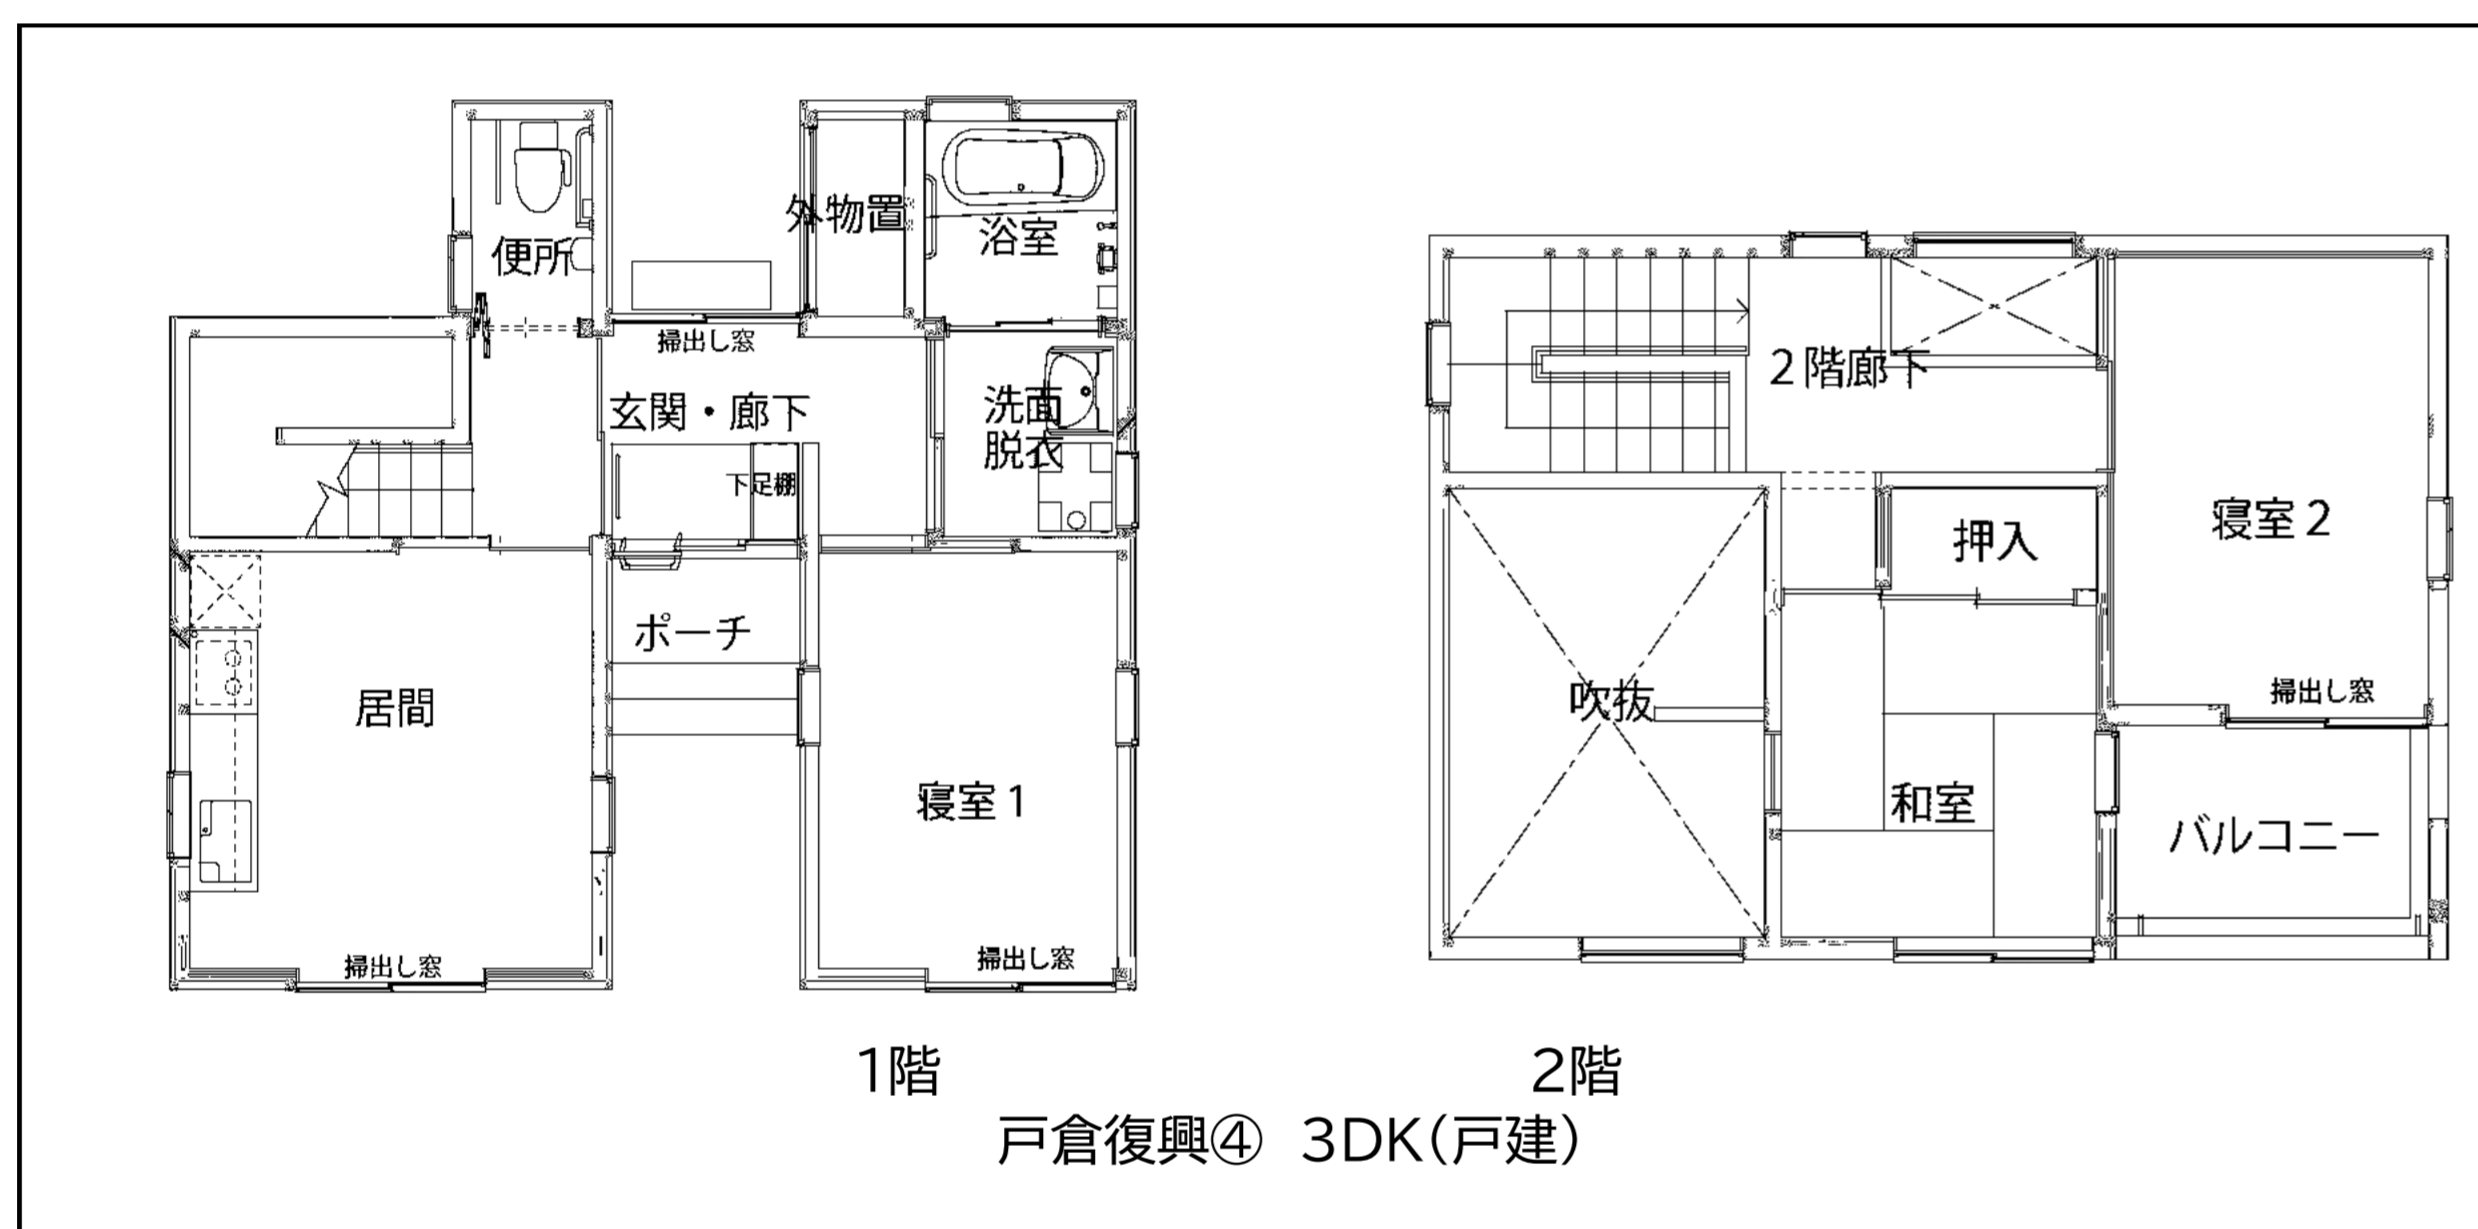 便所
外物置
浴室
掃出し窓
玄関・廊下
洗面
脱衣
下足棚
ポーチ
居間
寝室1
掃出し窓
掃出し窓
1階
2階廊下
押入
寝室2
吹抜
掃出し窓
和室
バルコニー
2階
戸倉復興④ 3DK(戸建)